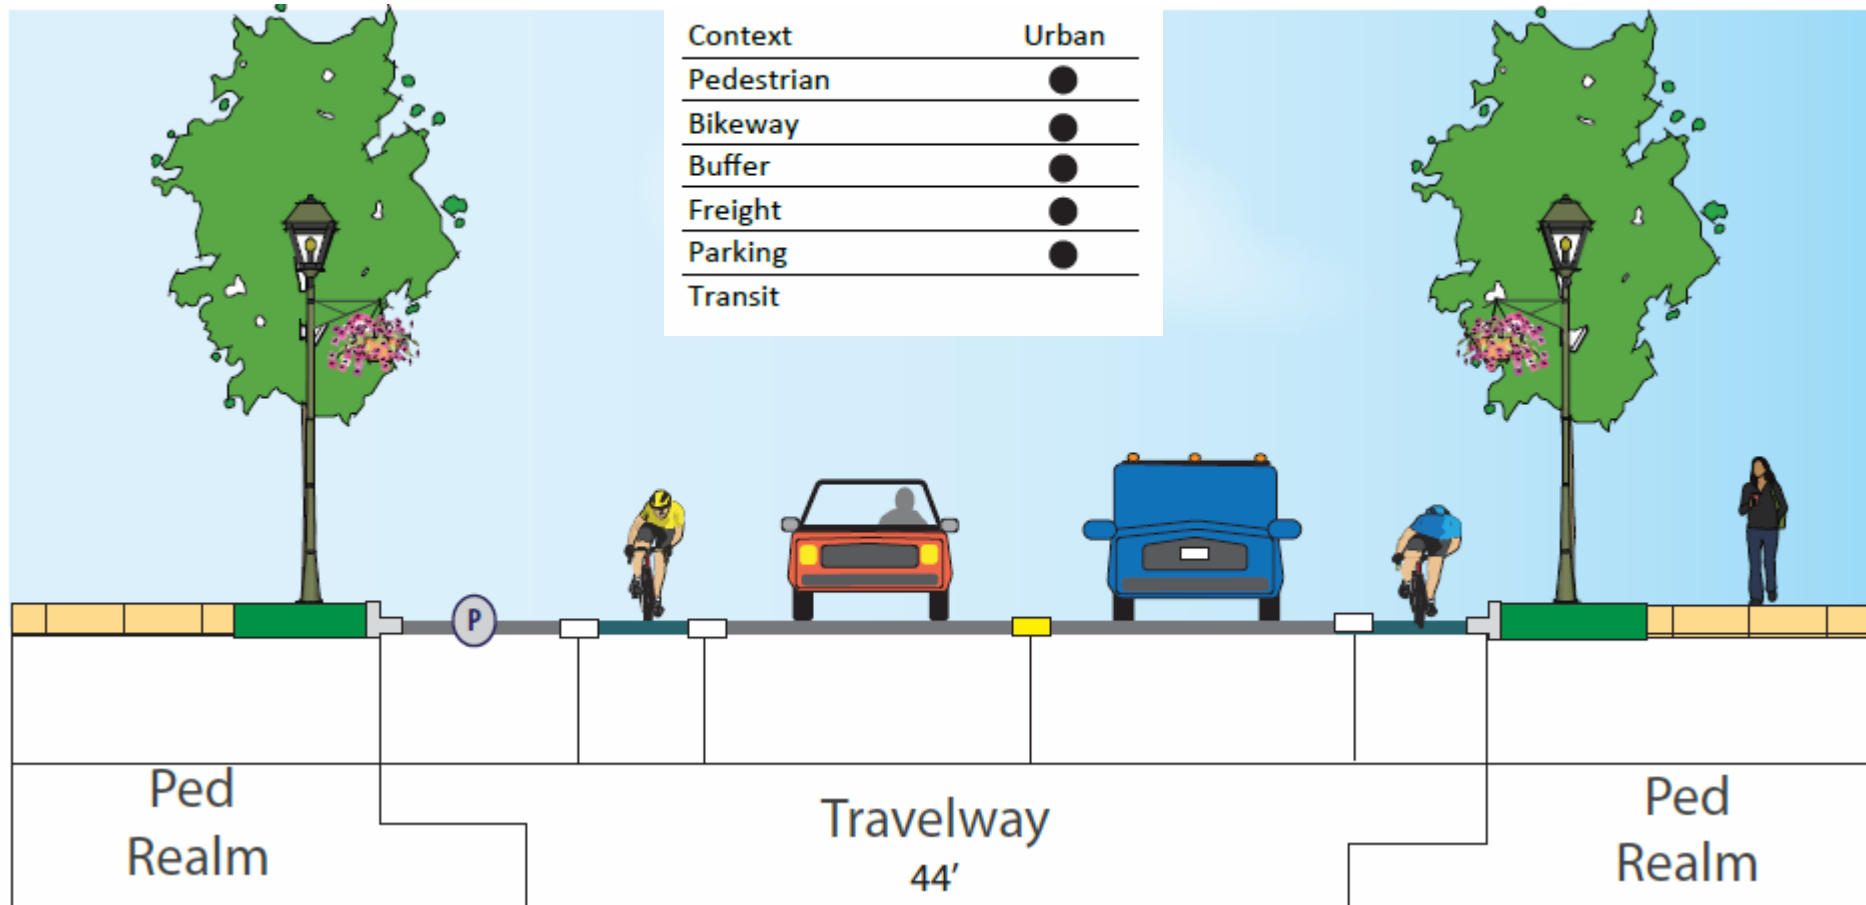 Context Urban
Pedestrian ●
Bikeway ●
Buffer ●
Freight ●
Parking ●
Transit
P
Ped
Realm
Travelway
44'
Ped
Realm